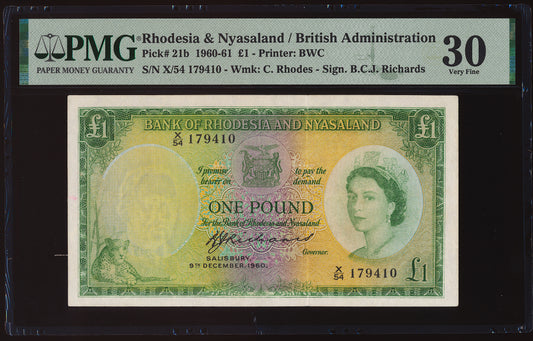 PMG
PAPER MONEY GUARANTY
Rhodesia & Nyasaland / British Administration
Pick# 21b 1960-61 £1 - Printer: BWC
S/N X/54 179410 - Wmk: C. Rhodes - Sign. B.C.J. Richards
30
Very Fine
£1
BANK OF RHODESIA AND NYASALAND
£1
X/54 179410
I promise to pay the
bearer on demand
ONE POUND
For the Bank of Rhodesia and Nyasaland
BJRichards
SALISBURY,
9TH DECEMBER, 1960.
Governor.
X/54 179410
£1